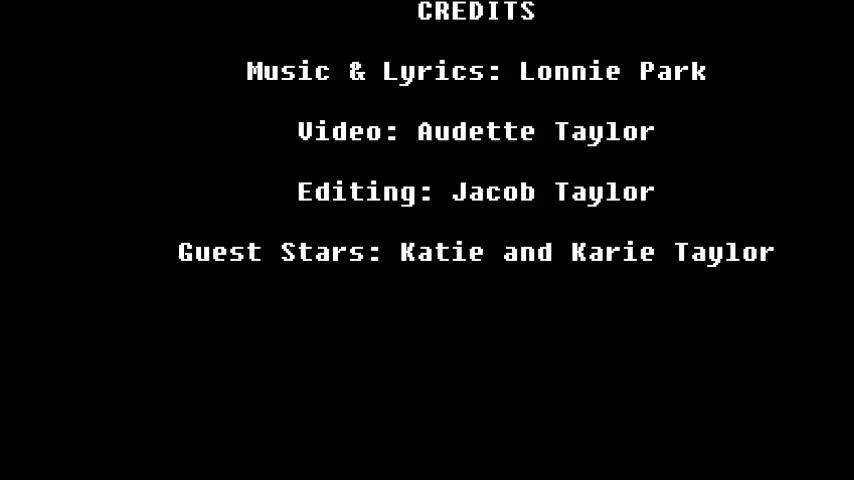 CREDITS
Music & Lyrics: Lonnie Park
Video: Audette Taylor
Editing: Jacob Taylor
Guest Stars: Katie and Karie Taylor